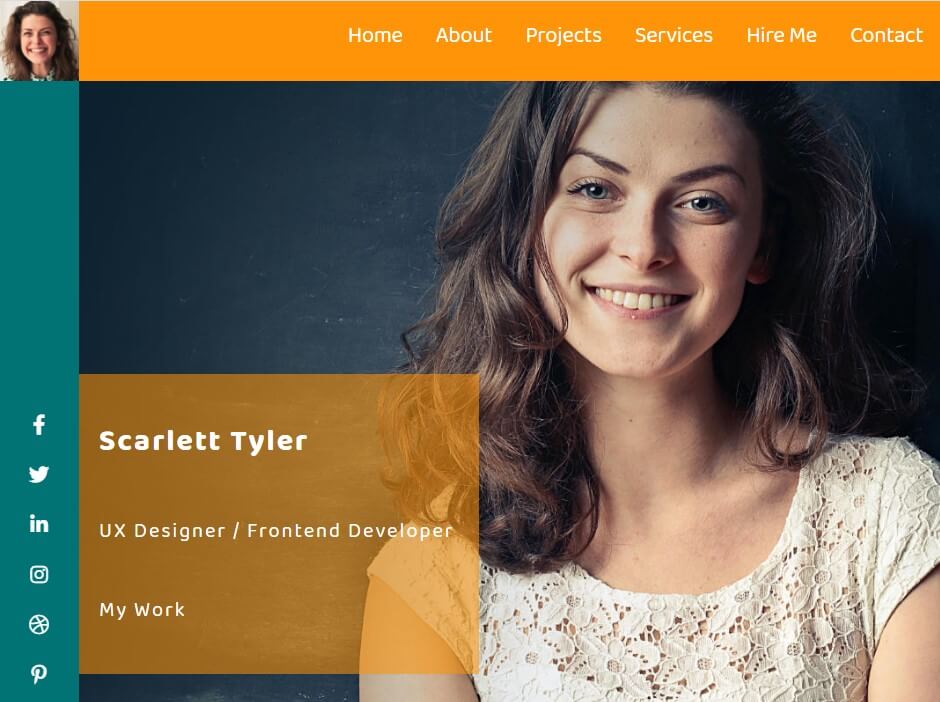 Home About Projects Services Hire Me Contact
Scarlett Tyler
UX Designer / Frontend Developer
My Work